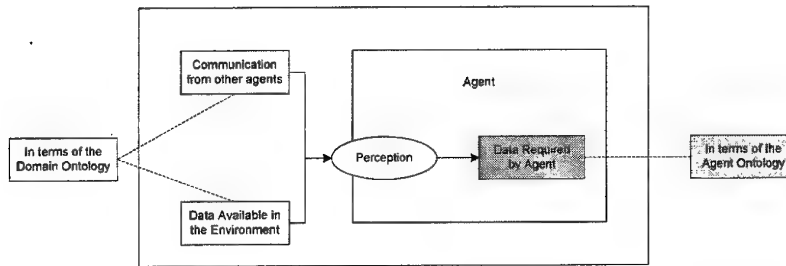 Communication
from other agents
Agent
In terms of the
Domain Ontology
Perception
Data Required
by Agent
In terms of the
Agent Ontology
Data Available in
the Environment